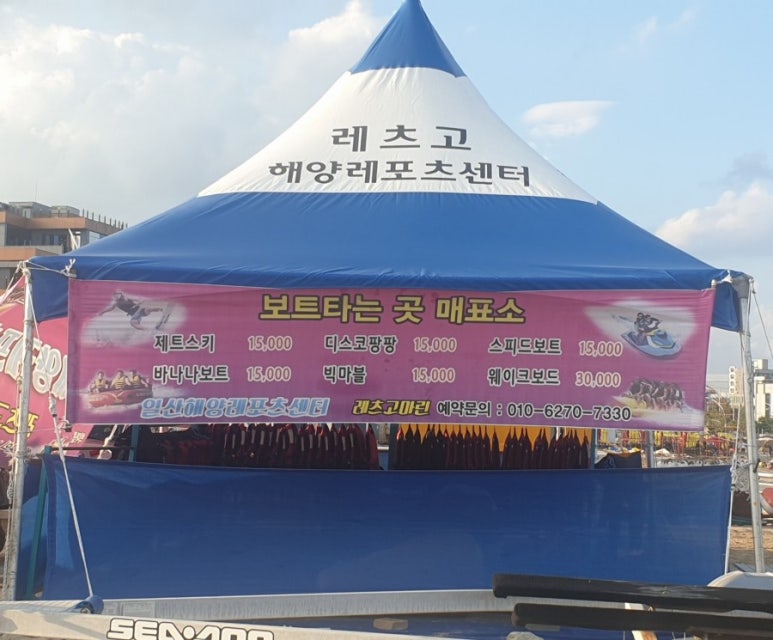 레츠고
해양레포츠센터
보트타는 곳 매표소
제트스키 15,000 디스코팡팡 15,000 스피드보트 15,000
바나나보트 15,000 빅마블 15,000 웨이크보드 30,000
일산해양레포츠센터 레츠고마린 예약문의 : 010-6270-7330
SEA-DOO